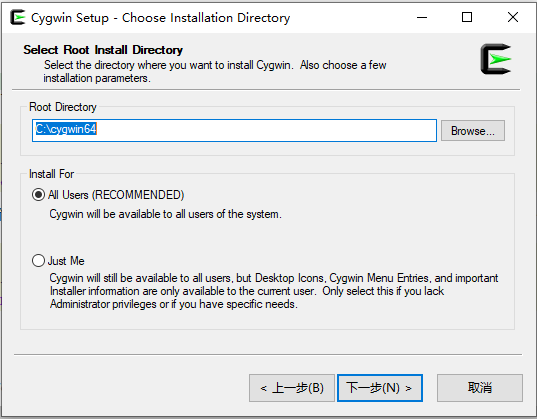 Cygwin Setup - Choose Installation Directory
Select Root Install Directory
Select the directory where you want to install Cygwin. Also choose a few
installation parameters.
Root Directory
C:\cygwin64
Browse...
Install For
All Users (RECOMMENDED)
Cygwin will be available to all users of the system.
Just Me
Cygwin will still be available to all users, but Desktop Icons, Cygwin Menu Entries, and important
Installer information are only available to the current user. Only select this if you lack
Administrator privileges or if you have specific needs.
< 上一步(B)
下一步(N) >
取消